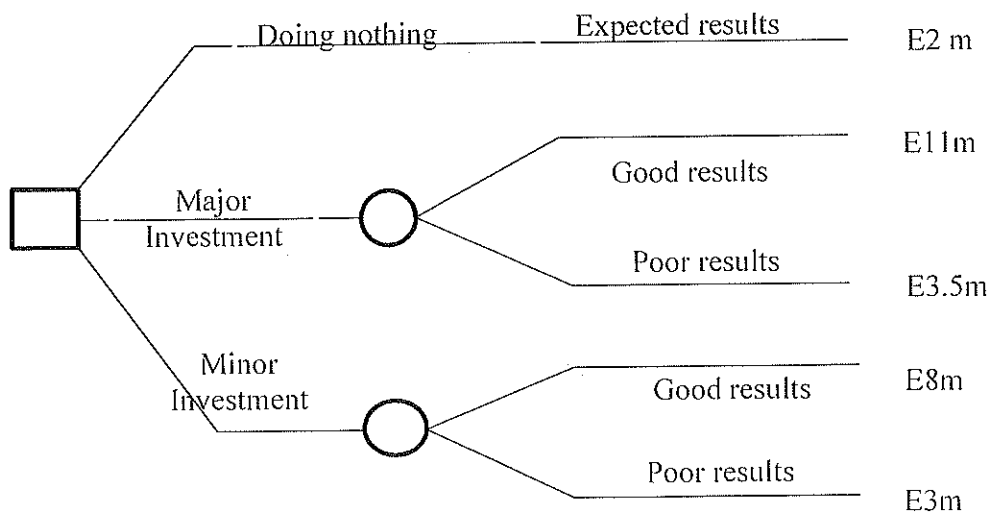 Doing nothing
Expected results
E2 m
E11m
Good results
Major
Investment
Poor results
E3.5m
Minor
Investment
E8m
Good results
Poor results
E3m